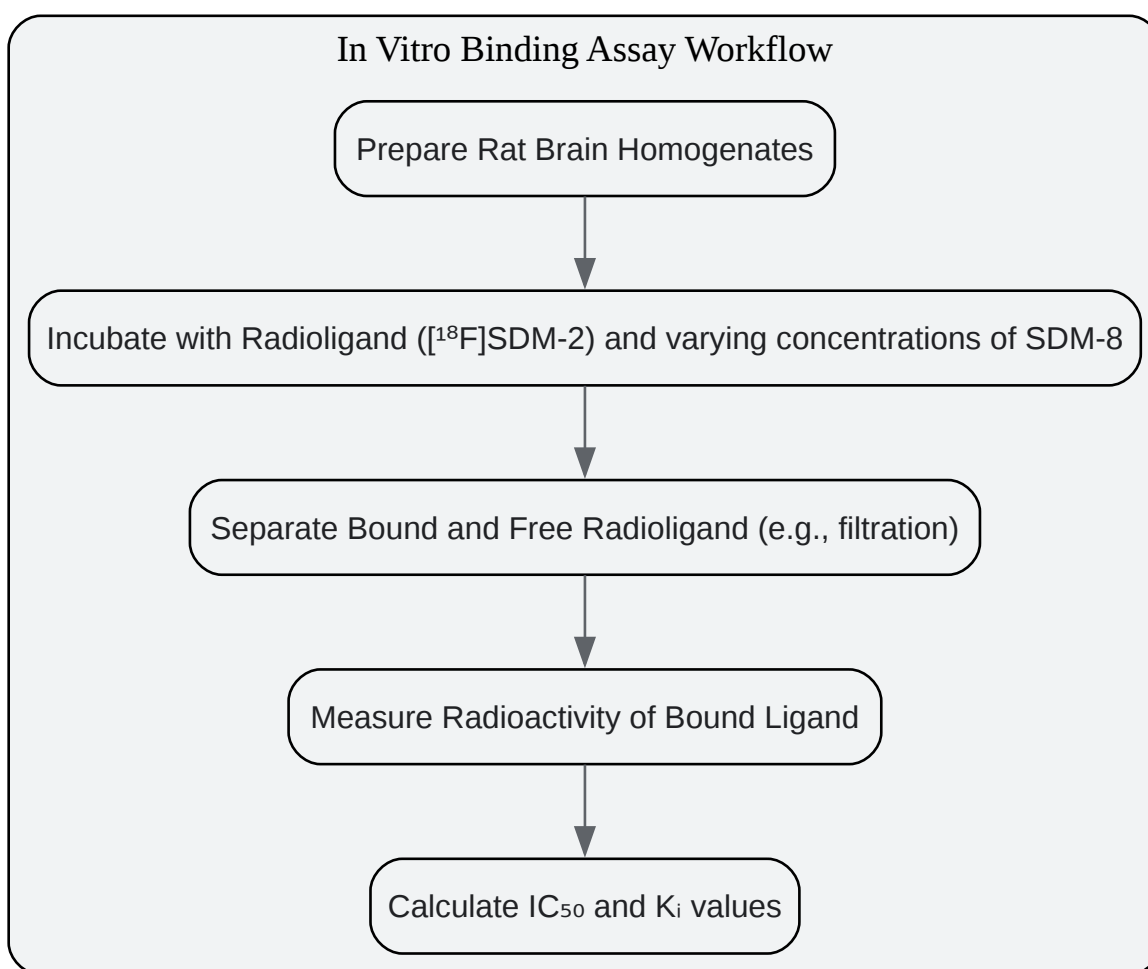 In Vitro Binding Assay Workflow
Prepare Rat Brain Homogenates
Incubate with Radioligand ([¹⁸F]SDM-2) and varying concentrations of SDM-8
Separate Bound and Free Radioligand (e.g., filtration)
Measure Radioactivity of Bound Ligand
Calculate IC₅₀ and Kᵢ values